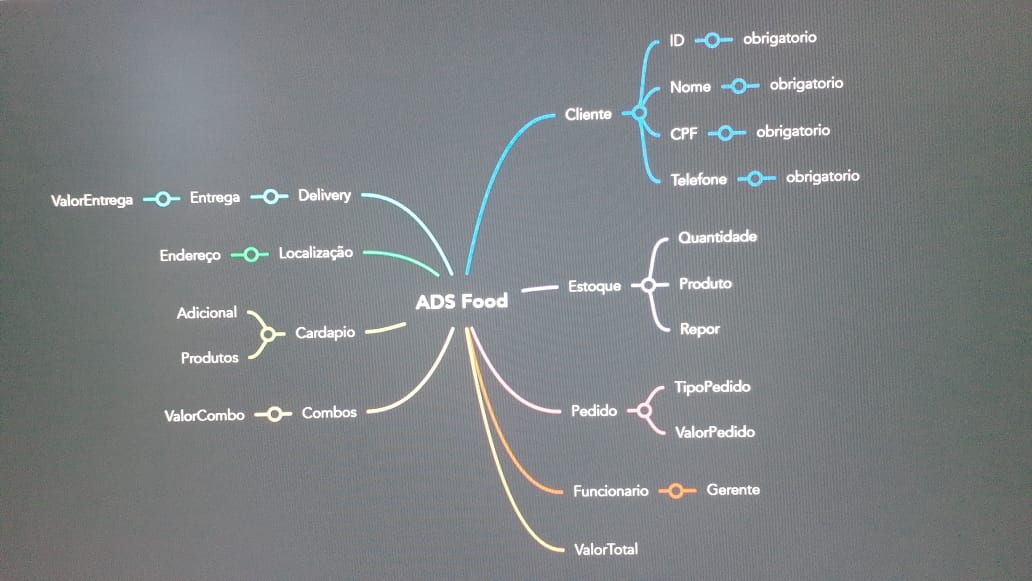 ADS Food
Cliente
ID
obrigatorio
Nome
obrigatorio
CPF
obrigatorio
Telefone
obrigatorio
Estoque
Quantidade
Produto
Repor
Pedido
TipoPedido
ValorPedido
Funcionario
Gerente
ValorTotal
Delivery
Entrega
ValorEntrega
Localização
Endereço
Cardapio
Adicional
Produtos
Combos
ValorCombo